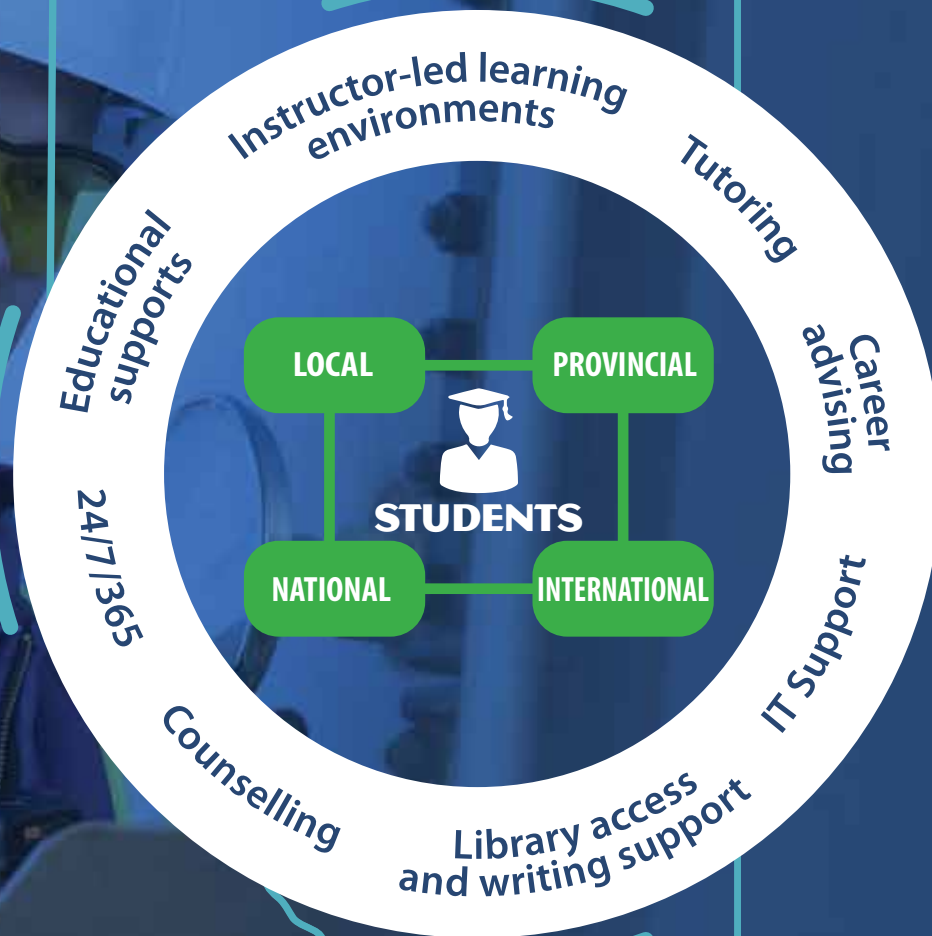 Instructor-led learning
environments
Tutoring
Career
advising
IT Support
Library access
and writing support
Counselling
24/7/365
Educational
supports
LOCAL
PROVINCIAL
STUDENTS
NATIONAL
INTERNATIONAL